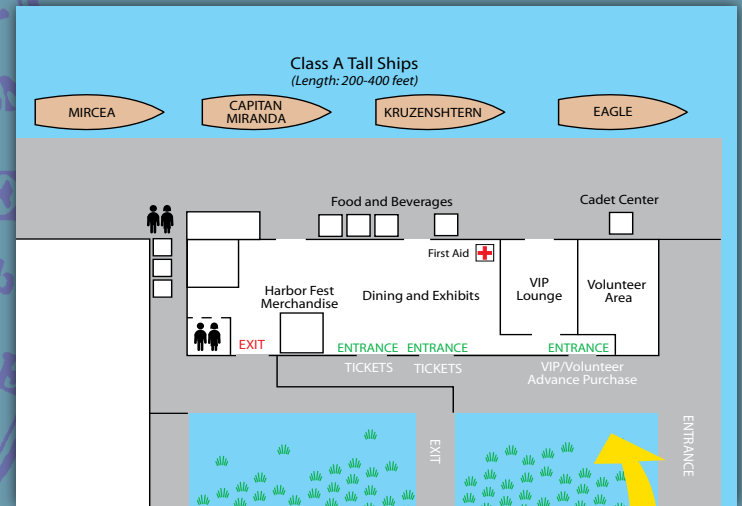 Class A Tall Ships
(Length: 200-400 feet)
MIRCEA
CAPITAN
MIRANDA
KRUZENSHTERN
EAGLE
Food and Beverages
Cadet Center
First Aid
Harbor Fest
Merchandise
Dining and Exhibits
VIP
Lounge
Volunteer
Area
EXIT
ENTRANCE
ENTRANCE
ENTRANCE
TICKETS
TICKETS
VIP/Volunteer
Advance Purchase
EXIT
ENTRANCE